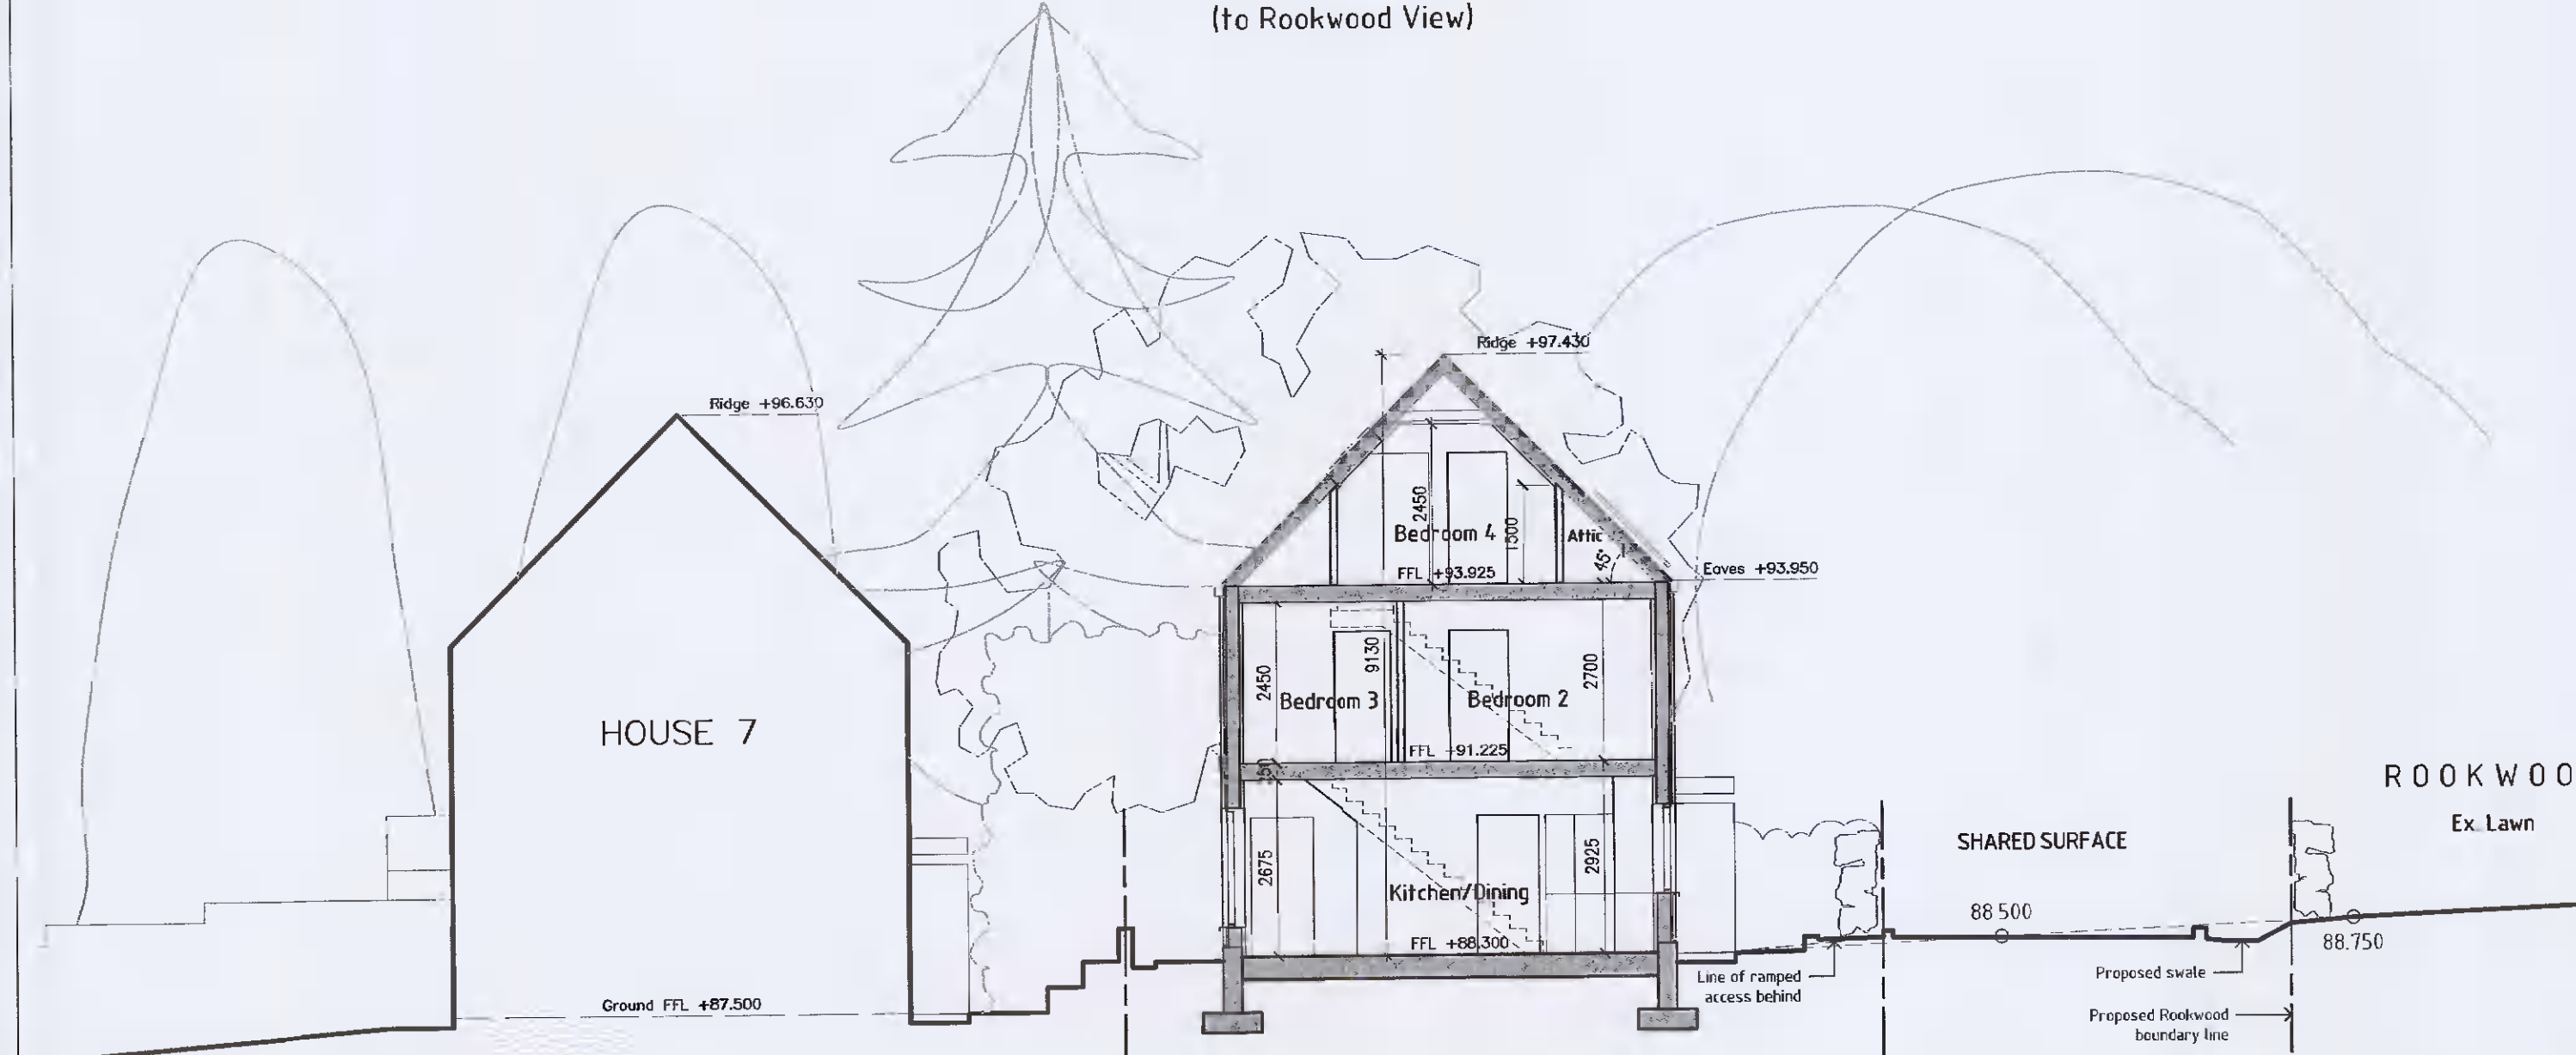 (to Rookwood View)
Ridge +97.430
Ridge +96.630
2450
1500
Bedroom 4
Attic
45°
FFL +93.925
Eaves +93.950
9130
2450
2700
Bedroom 3
Bedroom 2
HOUSE 7
FFL +91.225
ROOKWOO
Ex. Lawn
SHARED SURFACE
2675
2925
Kitchen/Dining
88.500
FFL +88.300
88.750
Line of ramped
access behind
Proposed swale
Ground FFL +87.500
Proposed Rookwood
boundary line